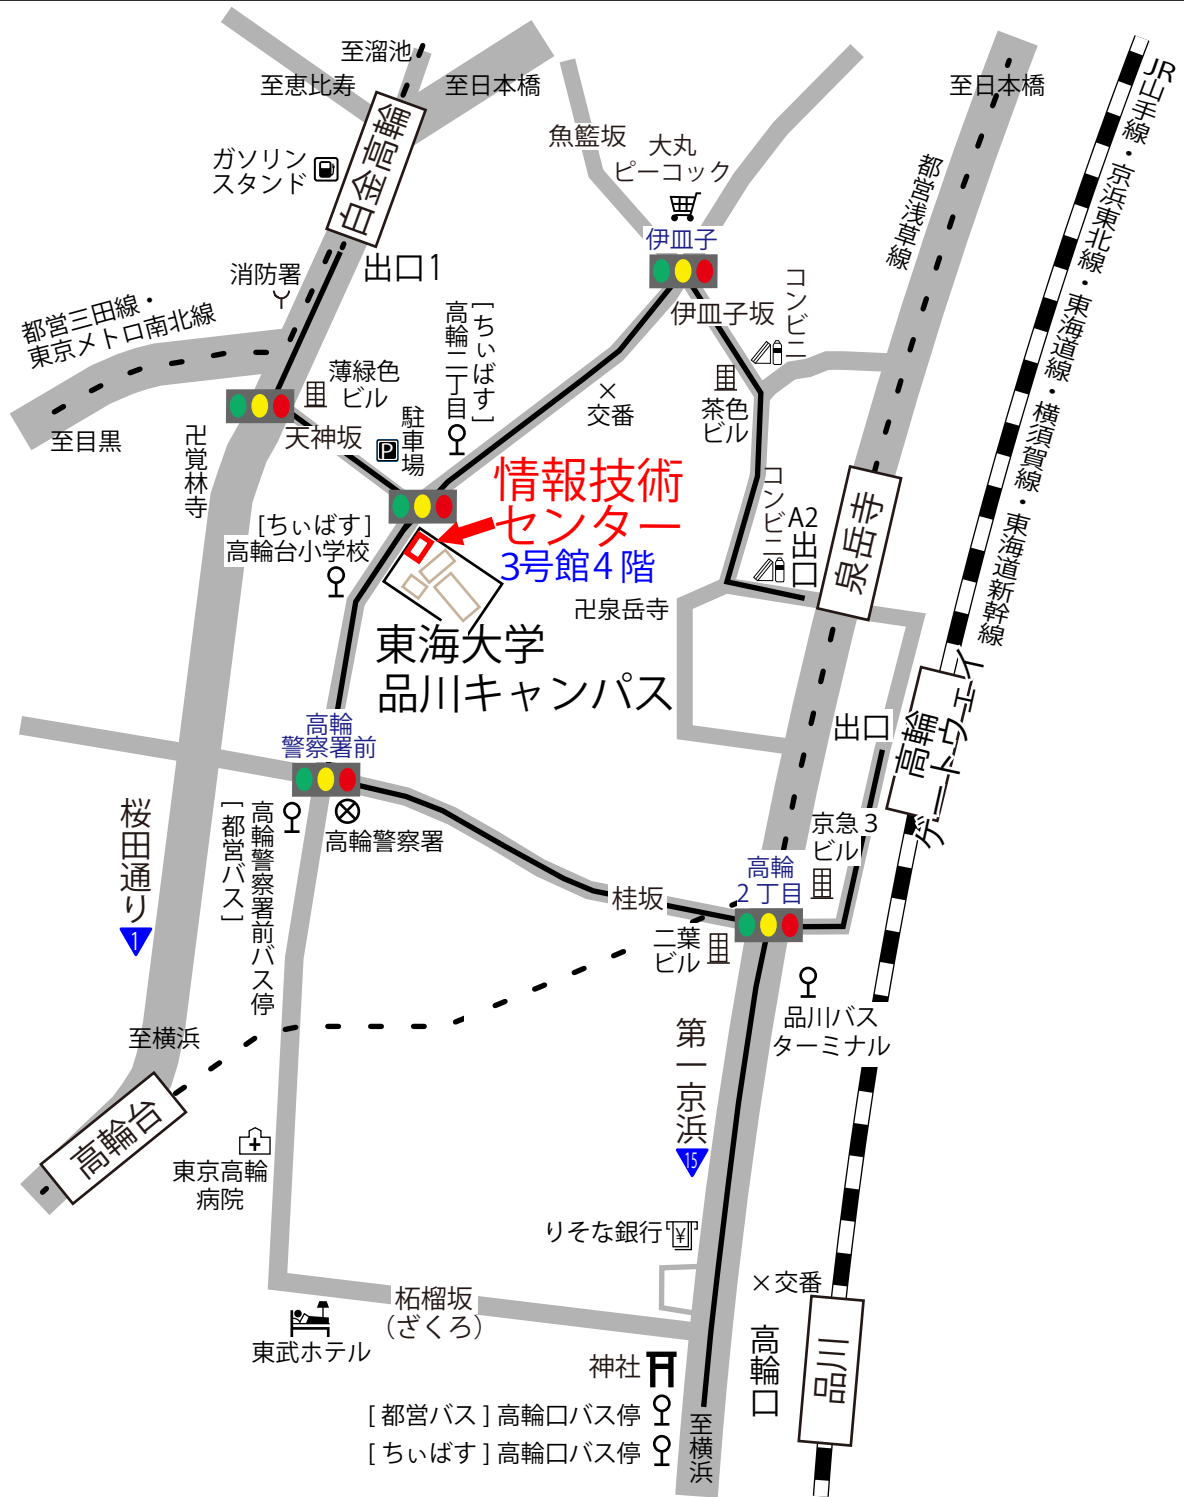 至溜池
至恵比寿
至日本橋
白金高輪
ガソリン
スタンド
出口1
消防署
都営三田線・
東京メトロ南北線
至目黒
薄緑色
ビル
天神坂
卍覚林寺
駐車場
P
[ちぃばす]
高輪二丁目
魚籃坂
大丸
ピーコック
伊皿子
伊皿子坂
コンビニ
×
交番
茶色
ビル
コンビニ
A2
出口
至日本橋
都営浅草線
JR
山手線・京浜東北線・東海道線・横須賀線・東海道新幹線
泉岳寺
卍泉岳寺
情報技術
センター
3号館4階
[ちぃばす]
高輪台小学校
東海大学
品川キャンパス
高輪
警察署前
高輪警察署
高輪警察署前バス停
[都営バス]
桜田通り
1
至横浜
高輪台
東京高輪
病院
桂坂
高輪
ゲートウェイ
出口
京急3
ビル
高輪
2丁目
二葉
ビル
品川バス
ターミナル
第一京浜
15
りそな銀行
¥
×交番
高輪口
品川
柘榴坂
(ざくろ)
東武ホテル
神社
[都営バス]高輪口バス停
[ちぃばす]高輪口バス停
至横浜